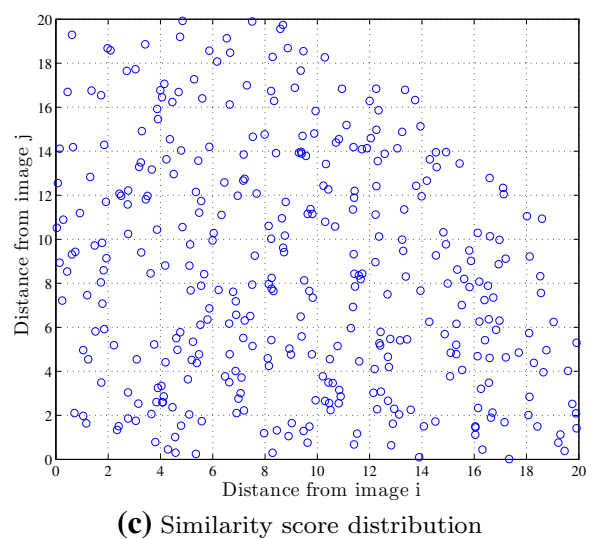 Distance from image j
20
18
16
14
12
10
8
6
4
2
0
0 2 4 6 8 10 12 14 16 18 20
Distance from image i
(c) Similarity score distribution